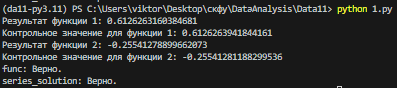 (da11-py3.11) PS C:\Users\viktor\Desktop\скфу\DataAnalysis\Data11> python 1.py
Результат функции 1: 0.6126263160384681
Контрольное значение для функции 1: 0.6126263941844161
Результат функции 2: -0.25541278899662073
Контрольное значение для функции 2: -0.25541281188299536
func: Верно.
series_solution: Верно.